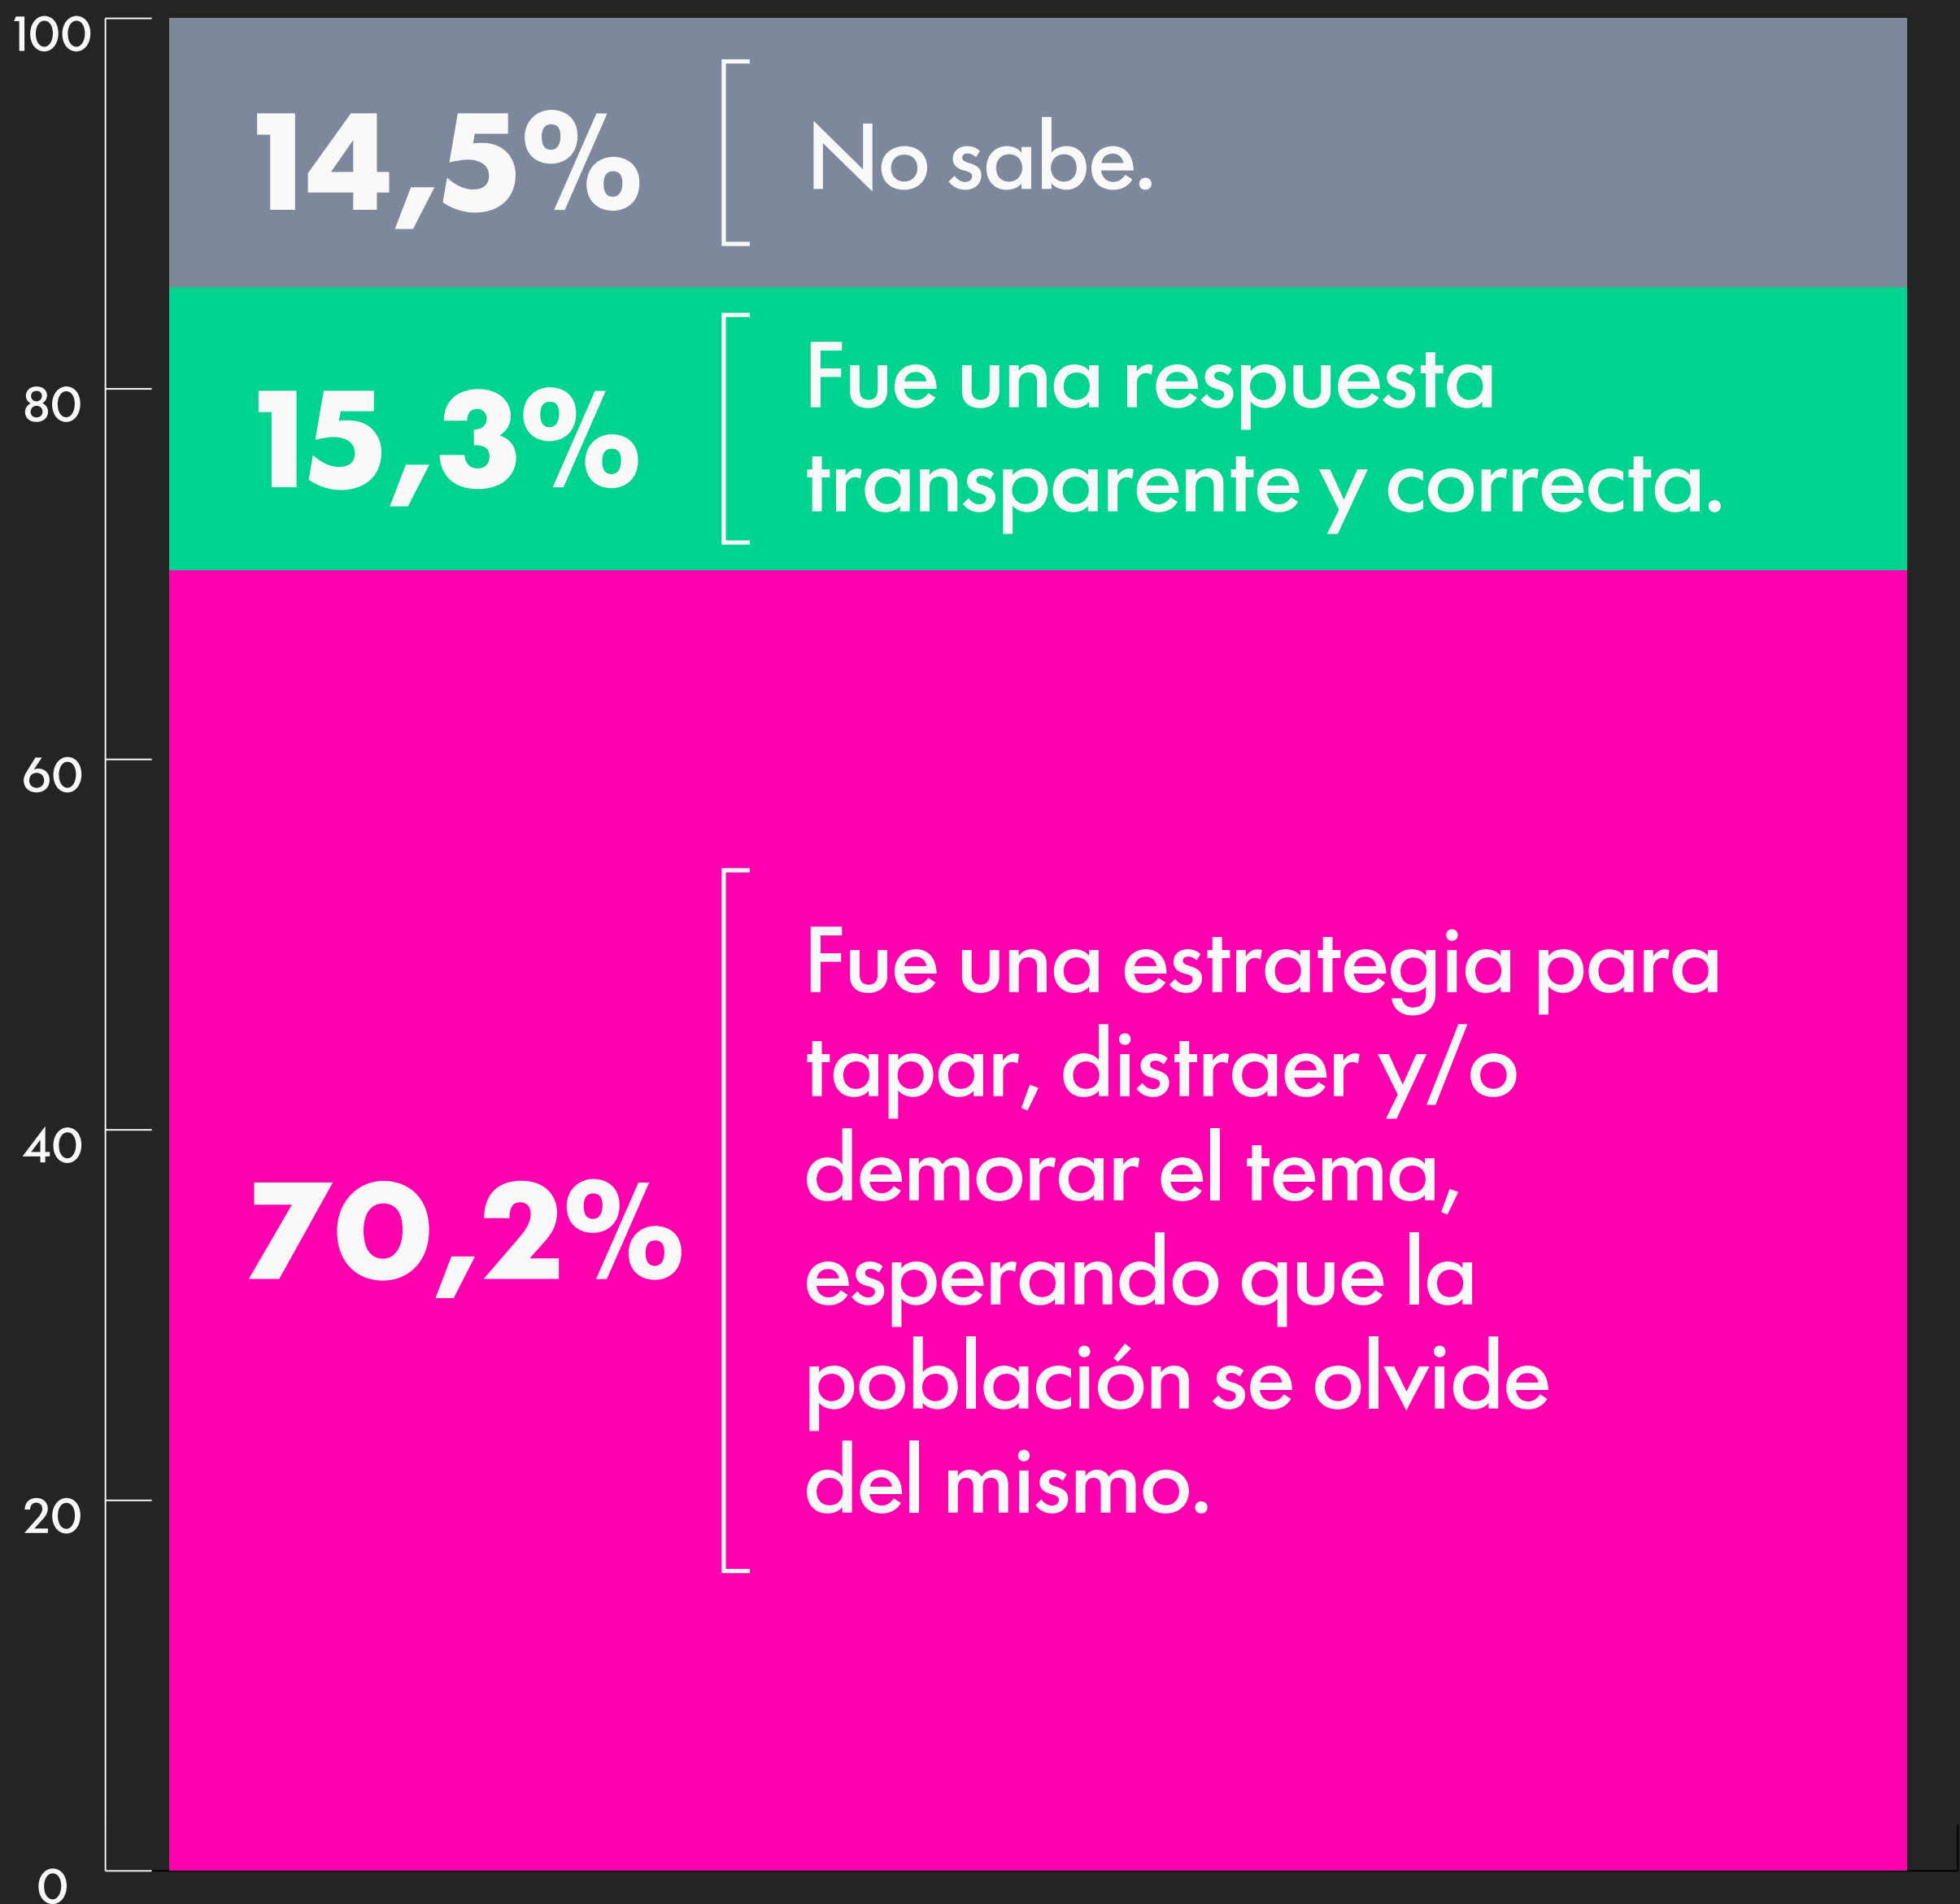 100
14,5%
No sabe.
15,3%
Fue una respuesta
transparente y correcta.
80
60
Fue una estrategia para
tapar, distraer y/o
demorar el tema,
esperando que la
población se olvide
del mismo.
70,2%
40
20
0